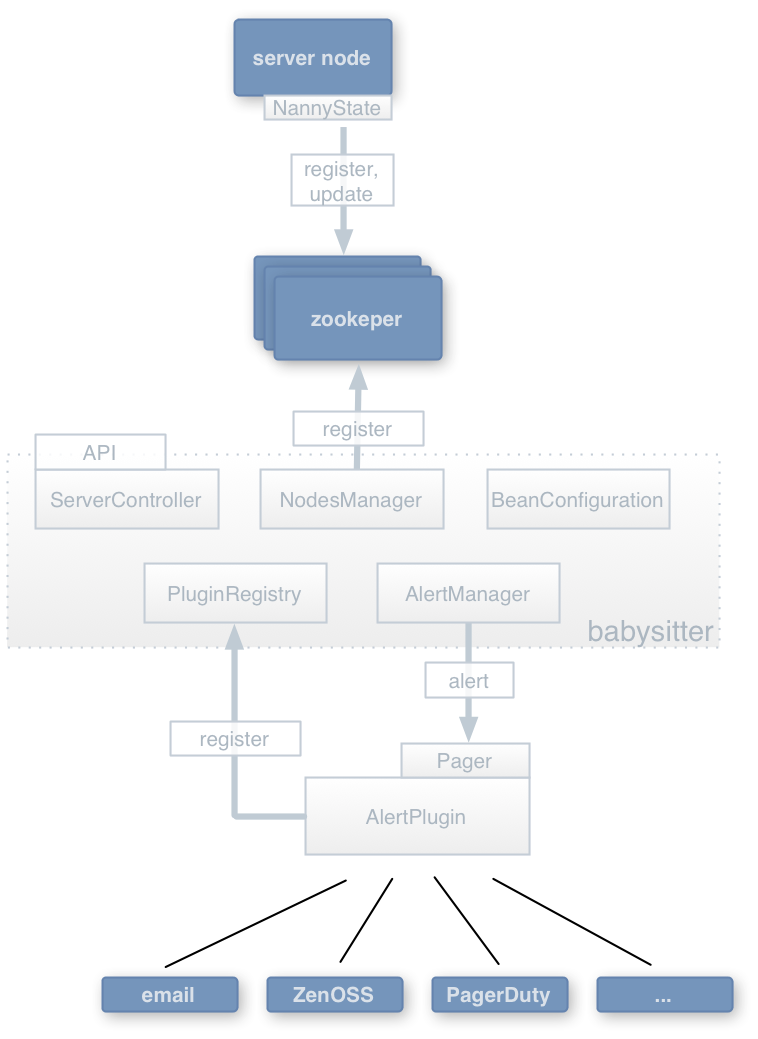 server node
NannyState
register,
update
zookeper
register
API
ServerController
NodesManager
BeanConfiguration
PluginRegistry
AlertManager
babysitter
alert
register
Pager
AlertPlugin
email
ZenOSS
PagerDuty
...